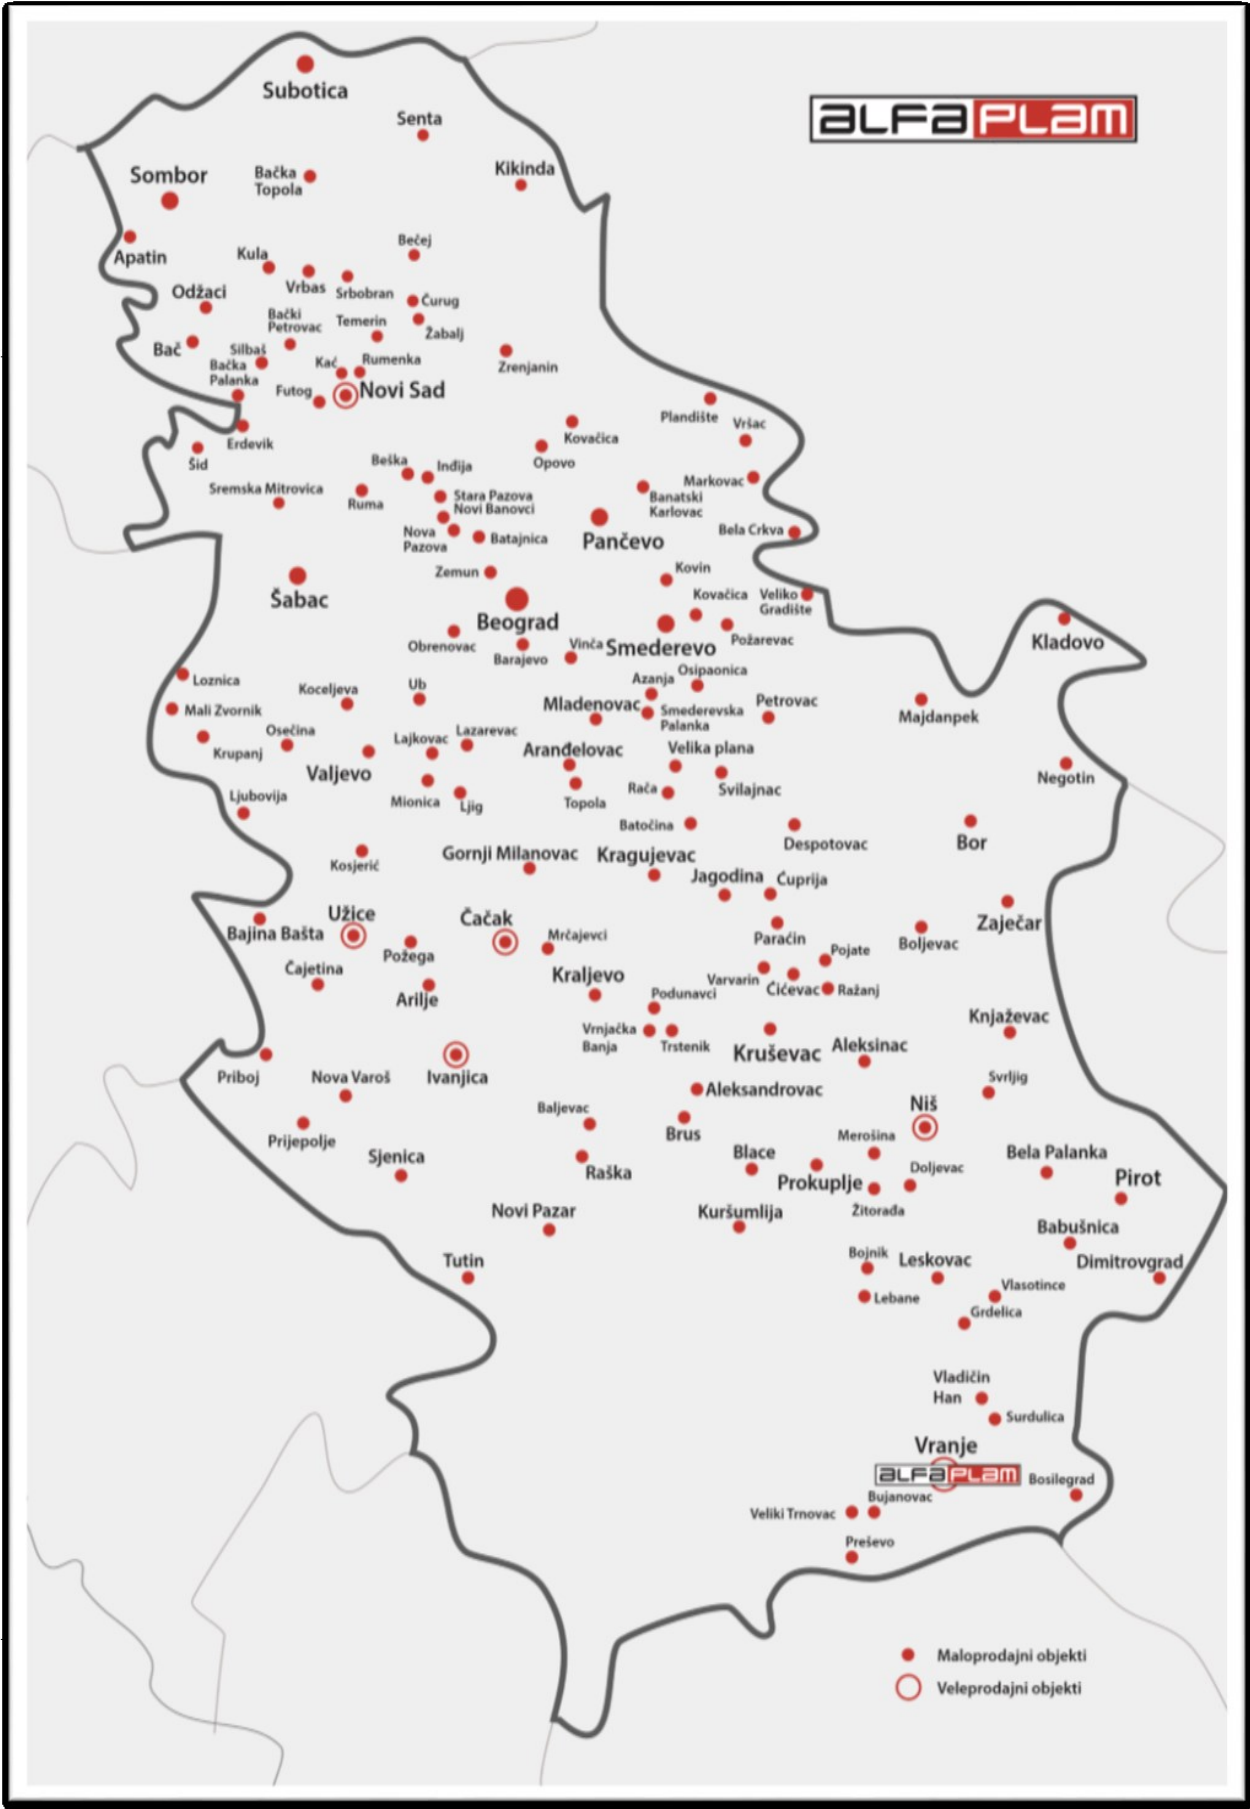 Subotica
ALFA PLAM
Senta
Kikinda
Sombor
Bačka
Topola
Bečej
Apatin
Kula
Vrbas
Srbobran
Odžaci
Čurug
Bački
Petrovac
Temerin
Žabalj
Bač
Silbaš
Bačka
Palanka
Kać
Rumenka
Zrenjanin
Futog
Novi Sad
Plandište
Vršac
Erdevik
Kovačica
Šid
Opovo
Beška
Inđija
Markovac
Sremska Mitrovica
Ruma
Stara Pazova
Novi Banovci
Banatski
Karlovac
Nova
Pazova
Batajnica
Pančevo
Bela Crkva
Zemun
Kovin
Šabac
Kovačica
Veliko
Gradište
Beograd
Obrenovac
Barajevo
Vinča
Smederevo
Požarevac
Kladovo
Loznica
Koceljeva
Ub
Azanja
Osipaonica
Mali Zvornik
Mladenovac
Smederevska
Palanka
Petrovac
Majdanpek
Krupanj
Osečina
Lajkovac
Lazarevac
Aranđelovac
Velika plana
Valjevo
Negotin
Ljubovija
Mionica
Ljig
Topola
Rača
Svilajnac
Batočina
Despotovac
Bor
Kosjerić
Gornji Milanovac
Kragujevac
Jagodina
Ćuprija
Užice
Čačak
Zaječar
Bajina Bašta
Požega
Mrčajevci
Paraćin
Boljevac
Pojate
Čajetina
Arilje
Kraljevo
Podunavci
Varvarin
Ćićevac
Ražanj
Vrnjačka
Banja
Trstenik
Kruševac
Aleksinac
Knjaževac
Priboj
Nova Varoš
Ivanjica
Svrljig
Aleksandrovac
Niš
Baljevac
Brus
Prijepolje
Merošina
Sjenica
Raška
Blace
Prokuplje
Doljevac
Bela Palanka
Pirot
Novi Pazar
Kuršumlija
Žitorađa
Babušnica
Tutin
Bojnik
Leskovac
Dimitrovgrad
Lebane
Vlasotince
Grdelica
Vladičin
Han
Surdulica
Vranje
ALFA PLAM
Bosilegrad
Bujanovac
Veliki Trnovac
Preševo
Maloprodajni objekti
Veleprodajni objekti